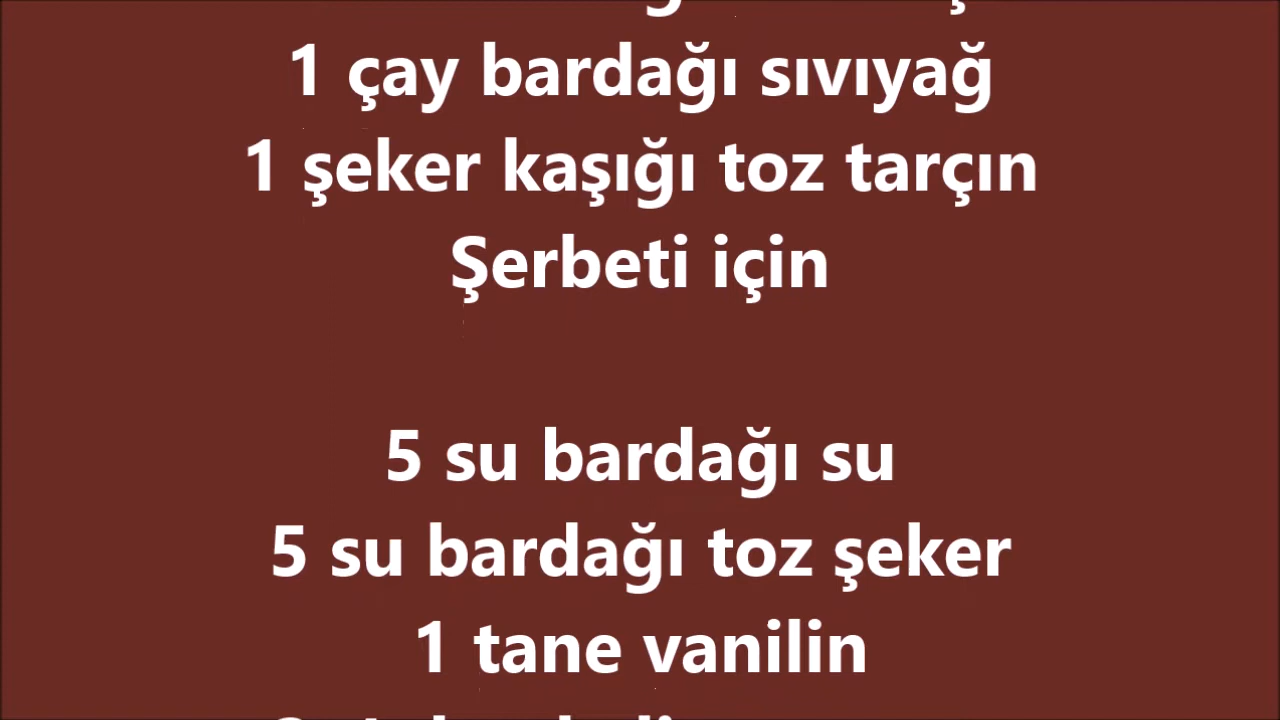 1 çay bardağı sıvıyağ
1 şeker kaşığı toz tarçın
Şerbeti için
5 su bardağı su
5 su bardağı toz şeker
1 tane vanilin